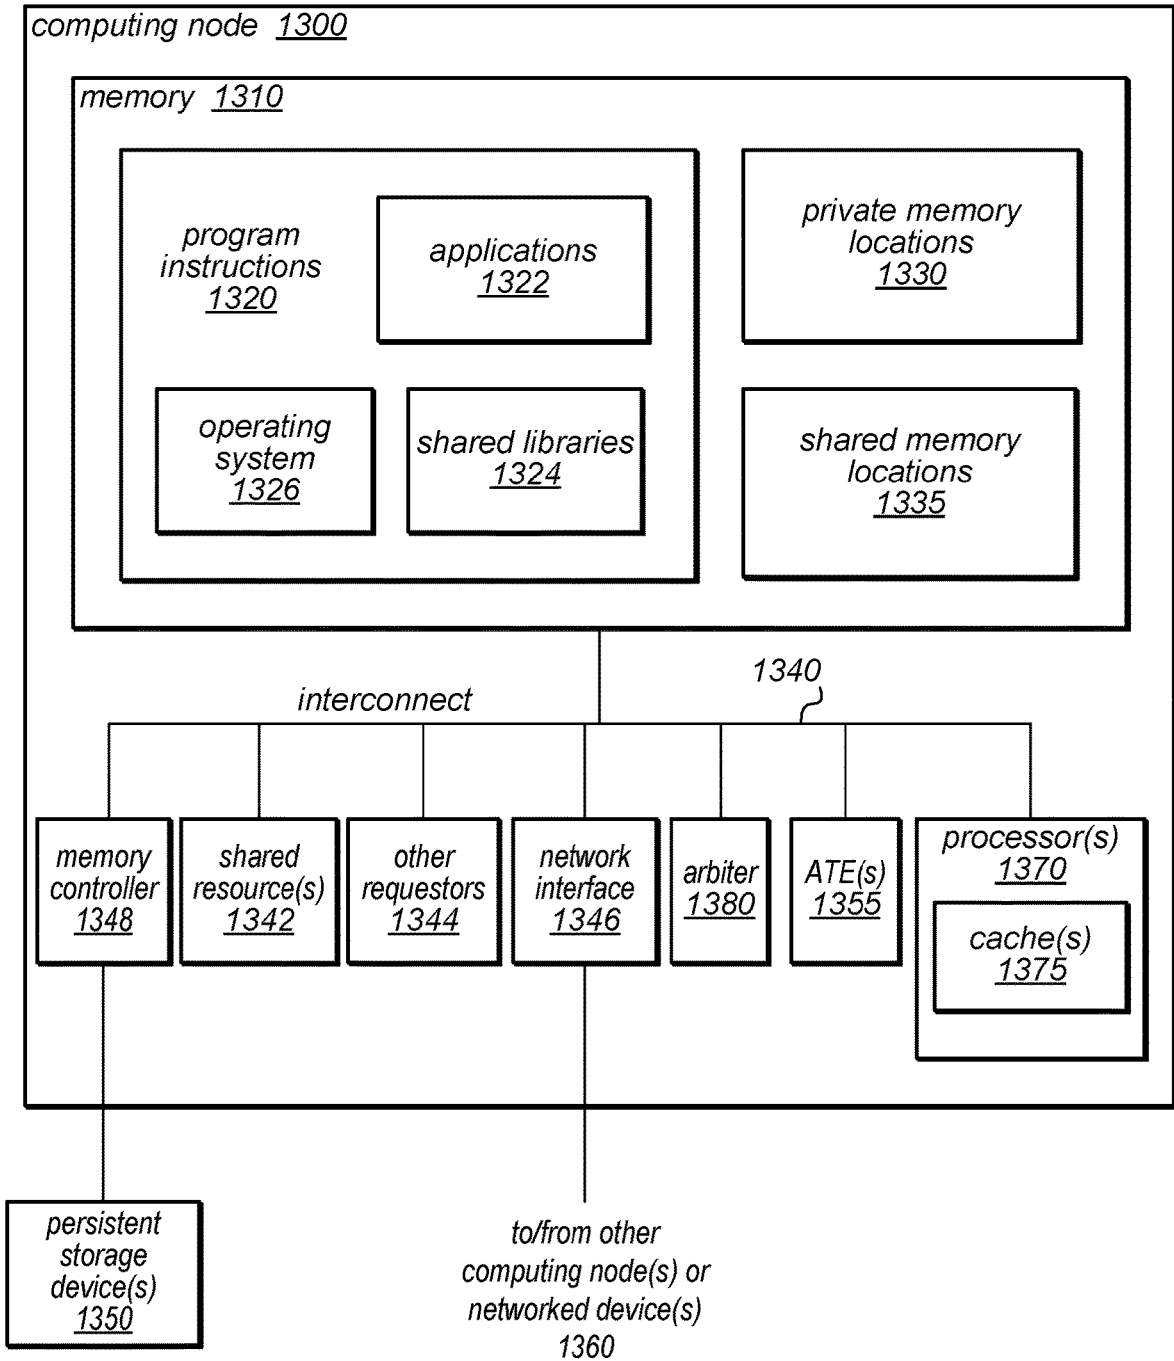 computing node 1300
memory 1310
program
instructions
1320
applications
1322
private memory
locations
1330
operating
system
1326
shared libraries
1324
shared memory
locations
1335
1340
interconnect
memory
controller
1348
shared
resource(s)
1342
other
requestors
1344
network
interface
1346
arbiter
1380
ATE(s)
1355
processor(s)
1370
cache(s)
1375
persistent
storage
device(s)
1350
to/from other
computing node(s) or
networked device(s)
1360